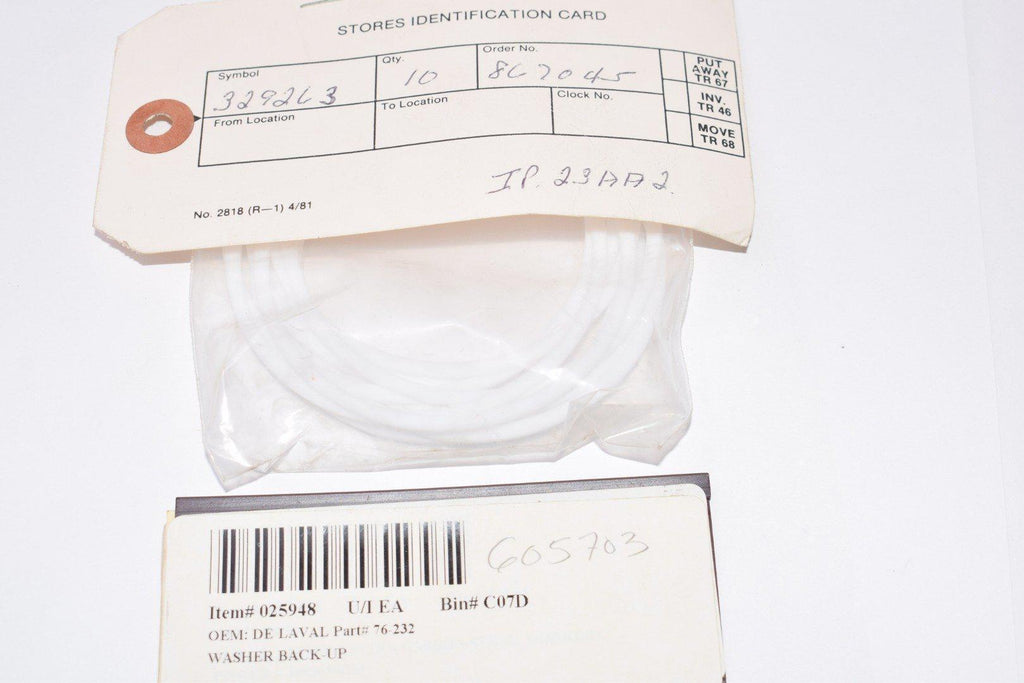 STORES IDENTIFICATION CARD
Symbol Qty. Order No. PUT AWAY TR 67
329263 10 867045
From Location To Location Clock No. INV. TR 46
MOVE TR 68
IP. 23AA2.
No. 2818 (R—1) 4/81
605703
Item# 025948 U/I EA Bin# C07D
OEM: DE LAVAL Part# 76-232
WASHER BACK-UP